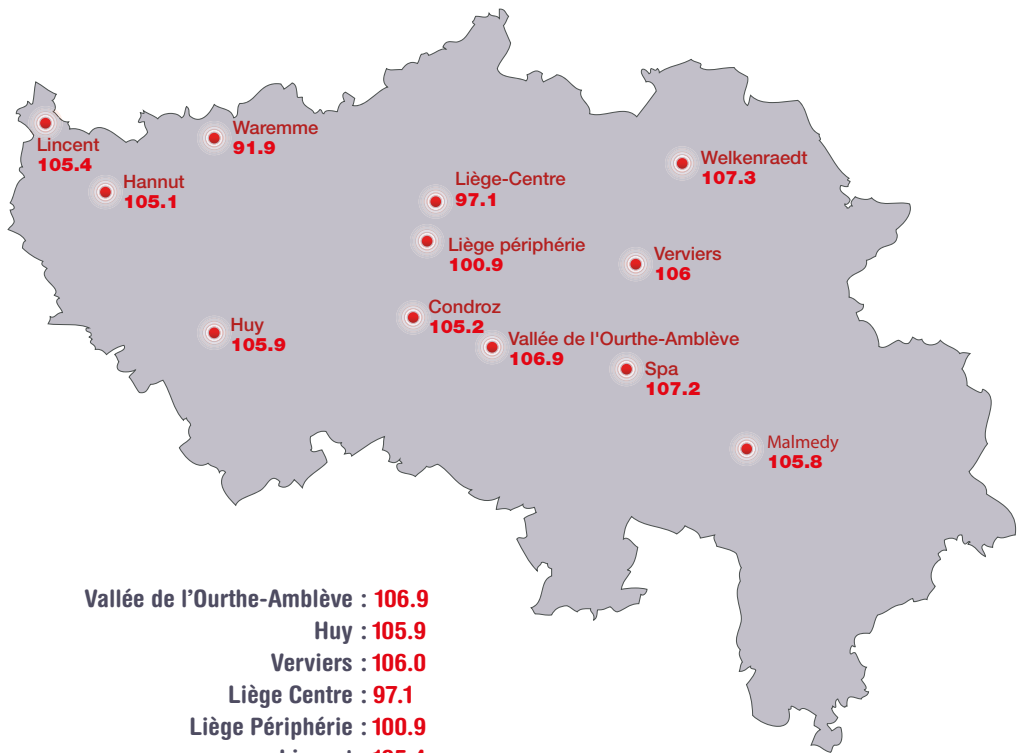 Lincent
105.4
Waremme
91.9
Hannut
105.1
Liège-Centre
97.1
Welkenraedt
107.3
Liège périphérie
100.9
Verviers
106
Condroz
105.2
Huy
105.9
Vallée de l'Ourthe-Amblève
106.9
Spa
107.2
Malmedy
105.8
Vallée de l’Ourthe-Amblève : 106.9
Huy : 105.9
Verviers : 106.0
Liège Centre : 97.1
Liège Périphérie : 100.9
Lincent : 105.4